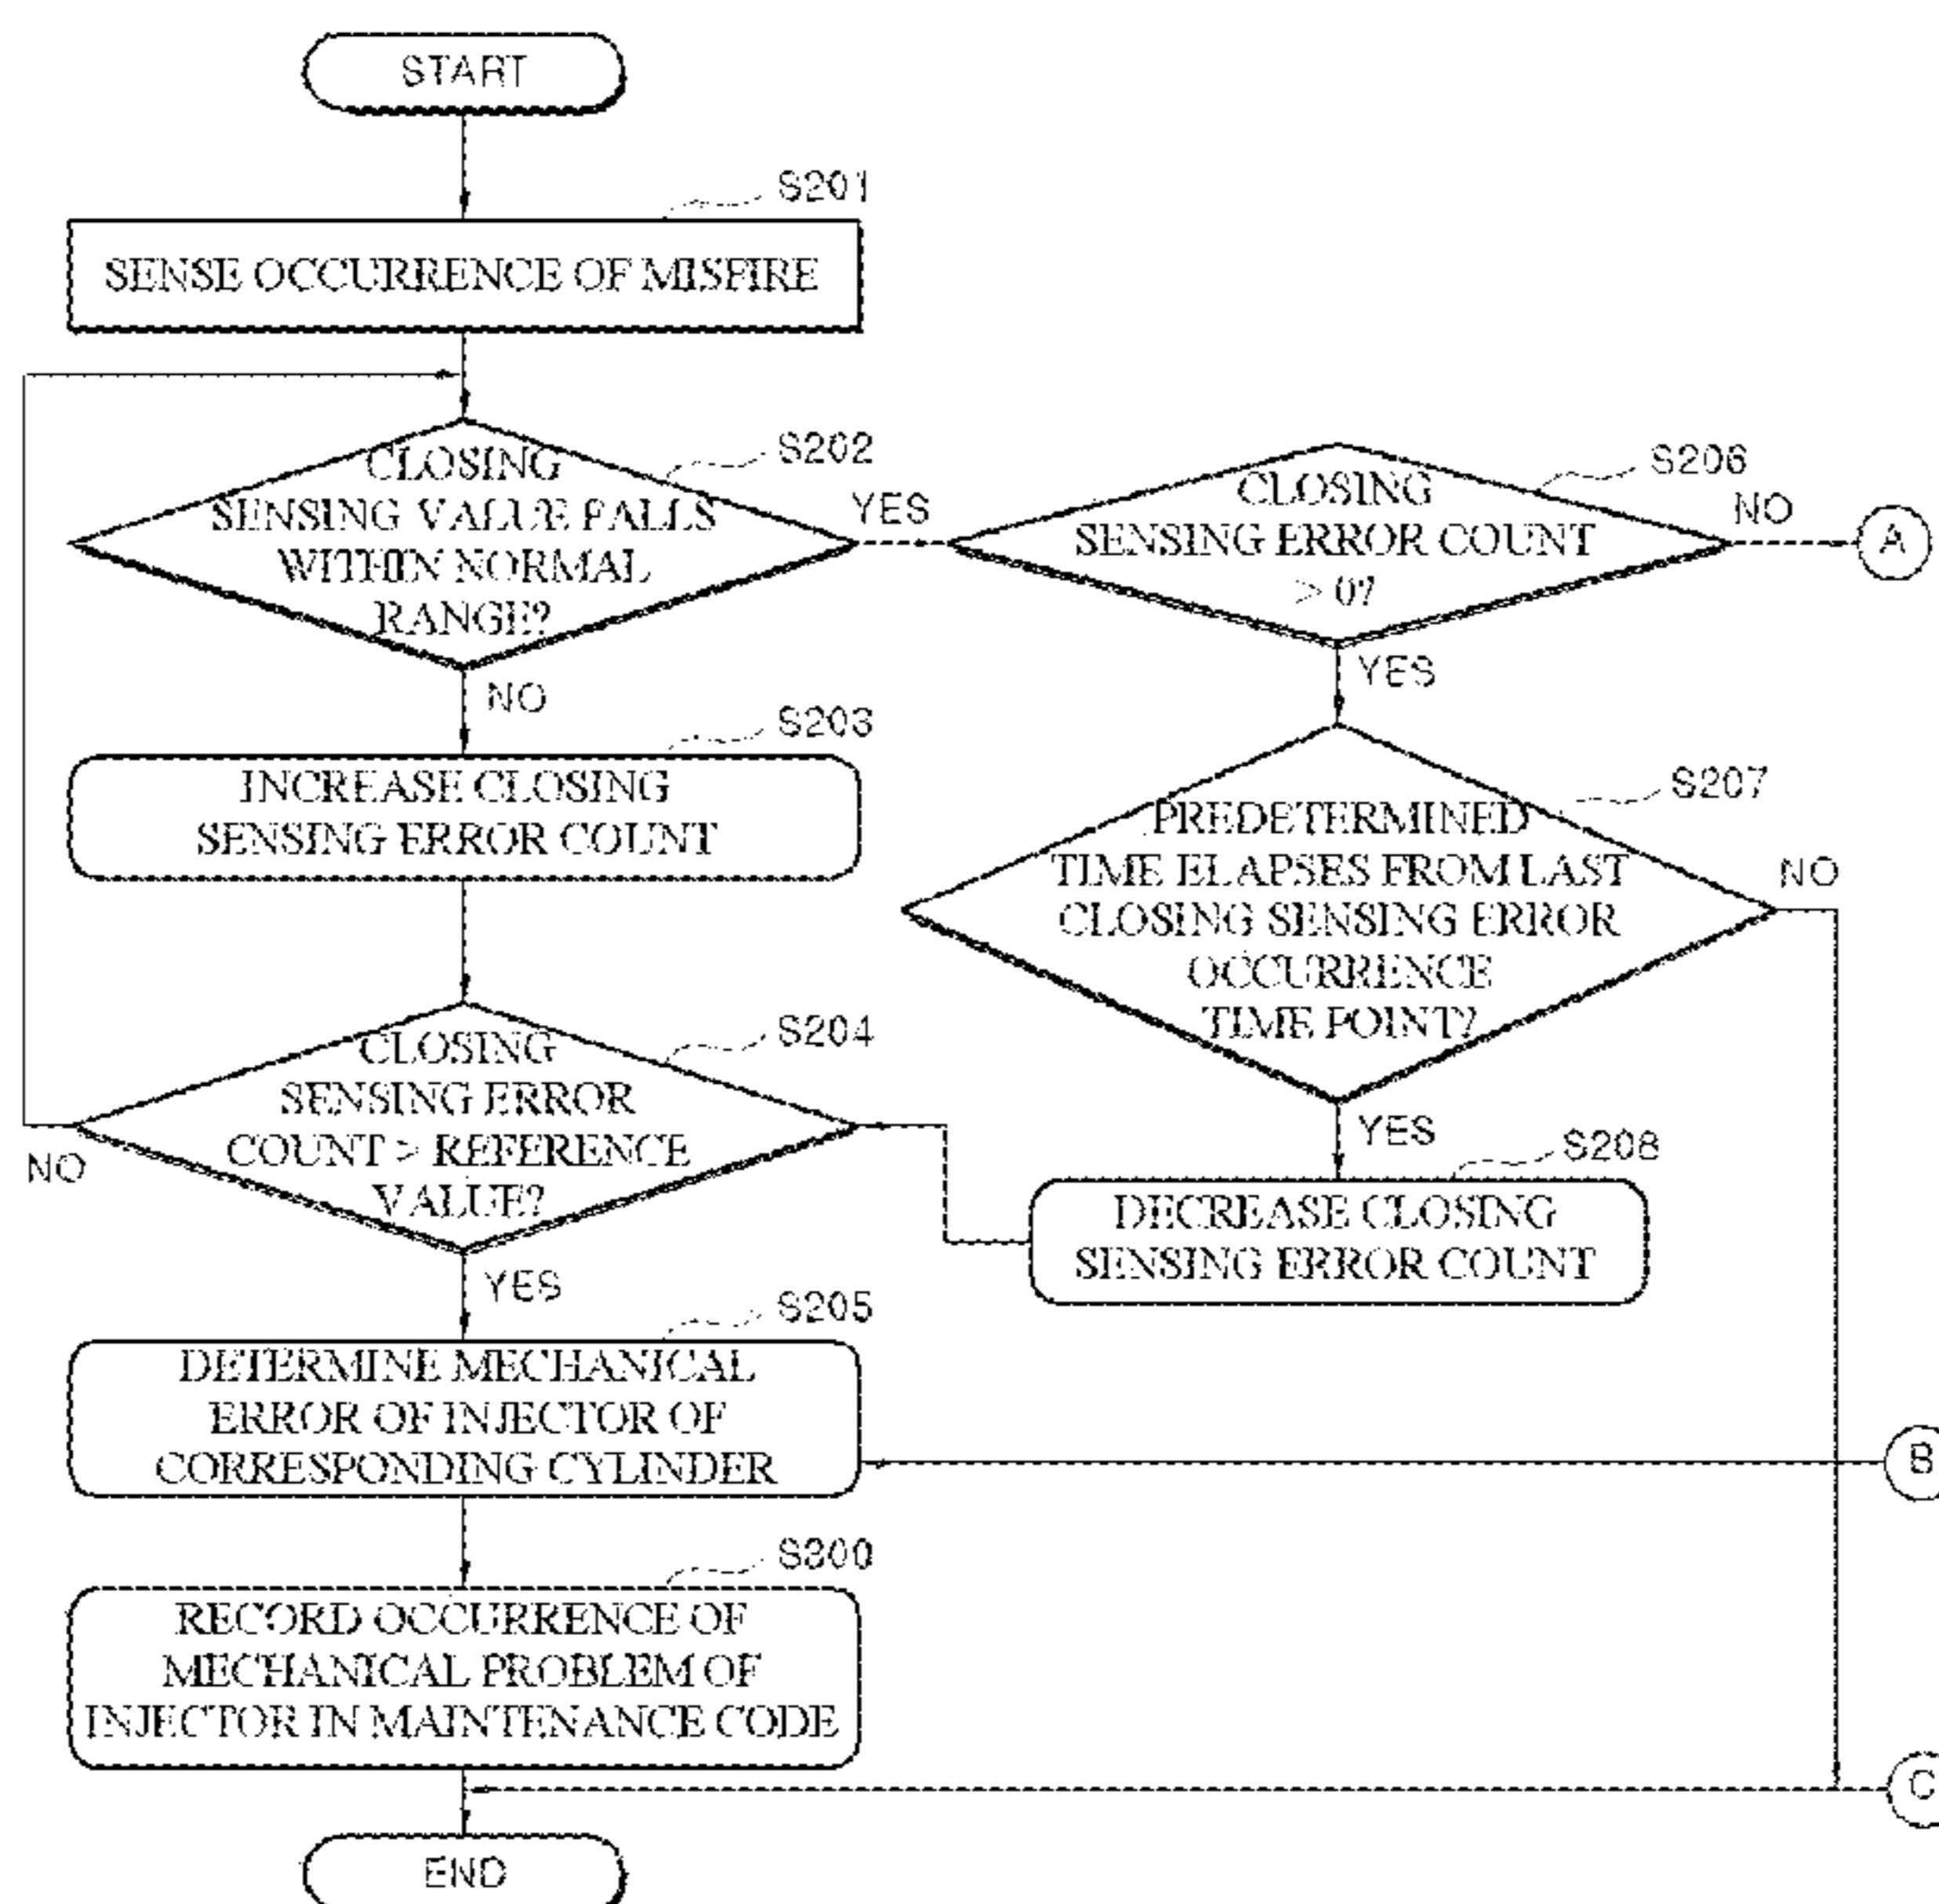 START
S201
SENSE OCCURRENCE OF MISFIRE
S202
CLOSING
SENSING VALUE FALLS
WITHIN NORMAL
RANGE?
YES
NO
S206
CLOSING
SENSING ERROR COUNT
> 0?
NO
A
YES
S203
INCREASE CLOSING
SENSING ERROR COUNT
S207
PREDETERMINED
TIME ELAPSES FROM LAST
CLOSING SENSING ERROR
OCCURRENCE
TIME POINT?
NO
YES
S204
CLOSING
SENSING ERROR
COUNT > REFERENCE
VALUE?
NO
YES
S208
DECREASE CLOSING
SENSING ERROR COUNT
S205
DETERMINE MECHANICAL
ERROR OF INJECTOR OF
CORRESPONDING CYLINDER
B
S300
RECORD OCCURRENCE OF
MECHANICAL PROBLEM OF
INJECTOR IN MAINTENANCE CODE
C
END